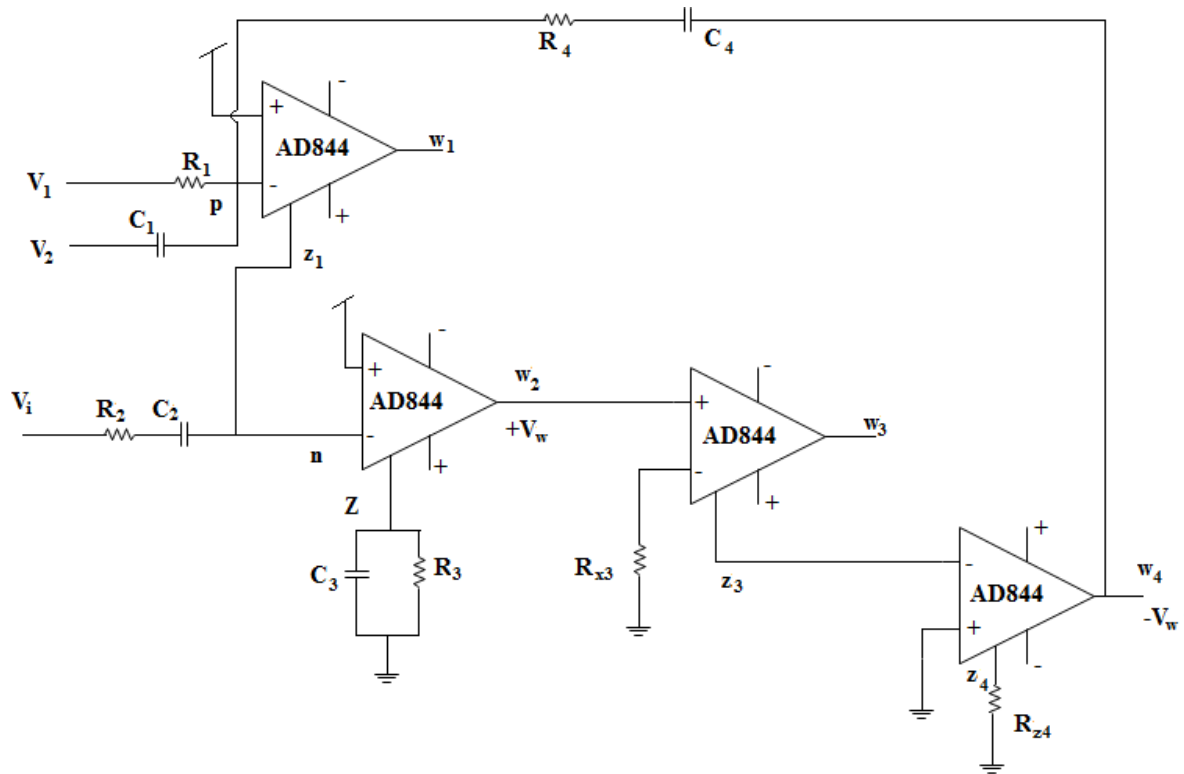 R4
C4
-
+
AD844
w1
V1
R1
-
p
+
V2
C1
z1
-
+
AD844
w2
+Vw
Vi
R2
C2
-
n
+
Z
C3
R3
-
+
AD844
w3
-
+
Rx3
z3
+
-
AD844
w4
-Vw
+
-
z4
Rz4